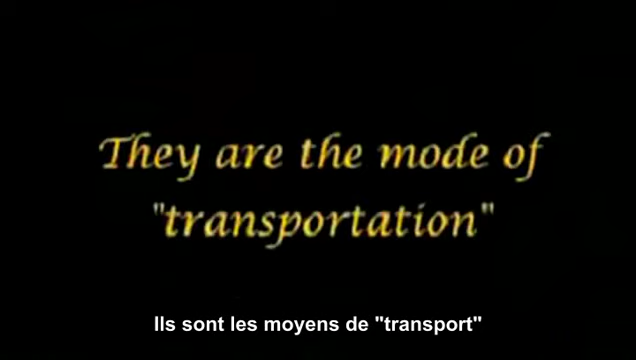 They are the mode of
"transportation"
Ils sont les moyens de "transport"